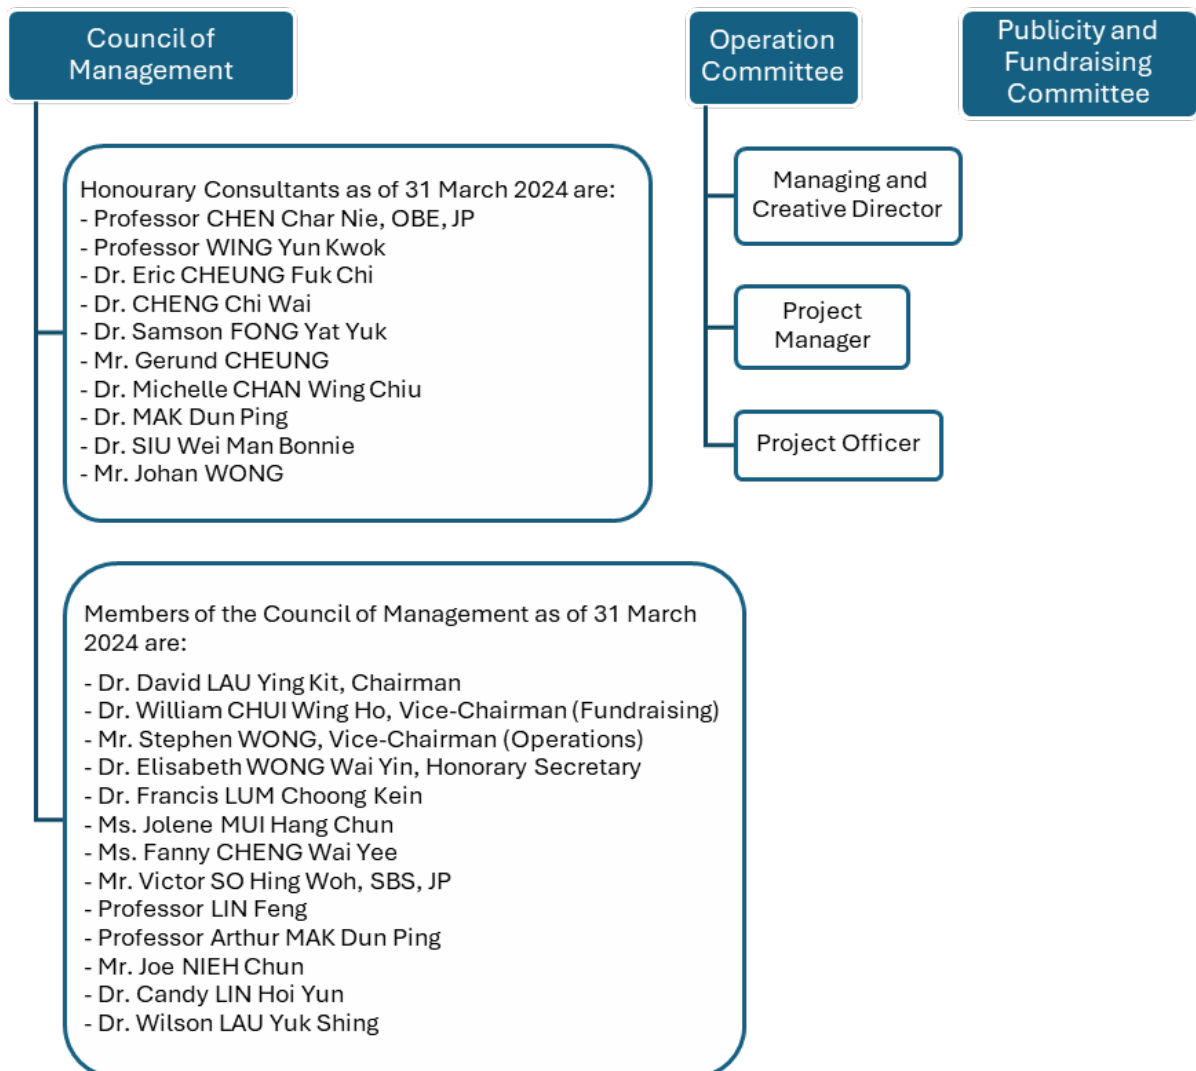 Council of
Management
Honourary Consultants as of 31 March 2024 are:
- Professor CHEN Char Nie, OBE, JP
- Professor WING Yun Kwok
- Dr. Eric CHEUNG Fuk Chi
- Dr. CHENG Chi Wai
- Dr. Samson FONG Yat Yuk
- Mr. Gerund CHEUNG
- Dr. Michelle CHAN Wing Chiu
- Dr. MAK Dun Ping
- Dr. SIU Wei Man Bonnie
- Mr. Johan WONG
Members of the Council of Management as of 31 March
2024 are:
- Dr. David LAU Ying Kit, Chairman
- Dr. William CHUI Wing Ho, Vice-Chairman (Fundraising)
- Mr. Stephen WONG, Vice-Chairman (Operations)
- Dr. Elisabeth WONG Wai Yin, Honorary Secretary
- Dr. Francis LUM Choong Kein
- Ms. Jolene MUI Hang Chun
- Ms. Fanny CHENG Wai Yee
- Mr. Victor SO Hing Woh, SBS, JP
- Professor LIN Feng
- Professor Arthur MAK Dun Ping
- Mr. Joe NIEH Chun
- Dr. Candy LIN Hoi Yun
- Dr. Wilson LAU Yuk Shing
Operation
Committee
Managing and
Creative Director
Project
Manager
Project Officer
Publicity and
Fundraising
Committee